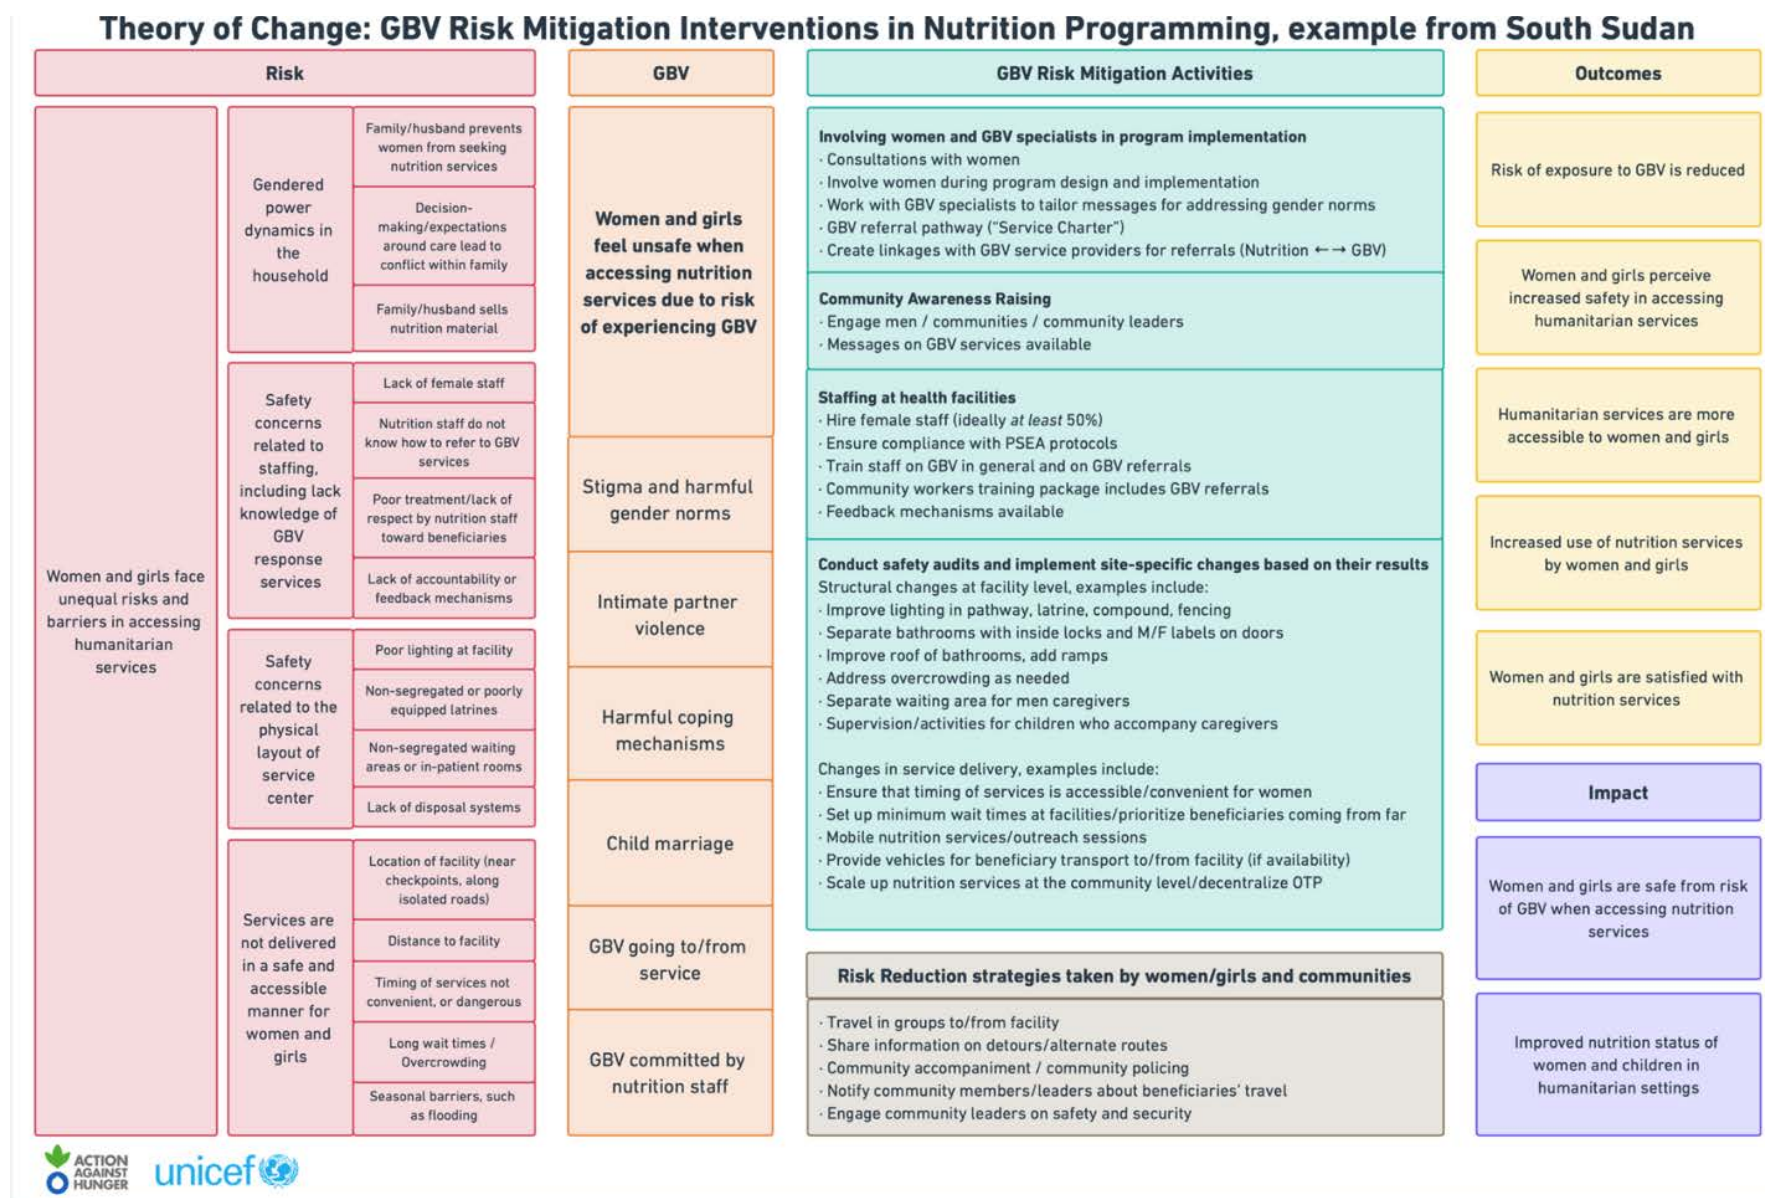 Theory of Change: GBV Risk Mitigation Interventions in Nutrition Programming, example from South Sudan
Risk
Women and girls face
unequal risks and
barriers in accessing
humanitarian
services
Gendered
power
dynamics in
the
household
Family/husband prevents
women from seeking
nutrition services
Decision-
making/expectations
around care lead to
conflict within family
Family/husband sells
nutrition material
Safety
concerns
related to
staffing,
including lack
knowledge of
GBV
response
services
Lack of female staff
Nutrition staff do not
know how to refer to GBV
services
Poor treatment/lack of
respect by nutrition staff
toward beneficiaries
Lack of accountability or
feedback mechanisms
Safety
concerns
related to the
physical
layout of
service
center
Poor lighting at facility
Non-segregated or poorly
equipped latrines
Non-segregated waiting
areas or in-patient rooms
Lack of disposal systems
Services are
not delivered
in a safe and
accessible
manner for
women and
girls
Location of facility (near
checkpoints, along
isolated roads)
Distance to facility
Timing of services not
convenient, or dangerous
Long wait times /
Overcrowding
Seasonal barriers, such
as flooding
GBV
Women and girls
feel unsafe when
accessing nutrition
services due to risk
of experiencing GBV
Stigma and harmful
gender norms
Intimate partner
violence
Harmful coping
mechanisms
Child marriage
GBV going to/from
service
GBV committed by
nutrition staff
GBV Risk Mitigation Activities
Involving women and GBV specialists in program implementation
· Consultations with women
· Involve women during program design and implementation
· Work with GBV specialists to tailor messages for addressing gender norms
· GBV referral pathway (“Service Charter”)
· Create linkages with GBV service providers for referrals (Nutrition ←→ GBV)
Community Awareness Raising
· Engage men / communities / community leaders
· Messages on GBV services available
Staffing at health facilities
· Hire female staff (ideally at least 50%)
· Ensure compliance with PSEA protocols
· Train staff on GBV in general and on GBV referrals
· Community workers training package includes GBV referrals
· Feedback mechanisms available
Conduct safety audits and implement site-specific changes based on their results
Structural changes at facility level, examples include:
· Improve lighting in pathway, latrine, compound, fencing
· Separate bathrooms with inside locks and M/F labels on doors
· Improve roof of bathrooms, add ramps
· Address overcrowding as needed
· Separate waiting area for men caregivers
· Supervision/activities for children who accompany caregivers
Changes in service delivery, examples include:
· Ensure that timing of services is accessible/convenient for women
· Set up minimum wait times at facilities/prioritize beneficiaries coming from far
· Mobile nutrition services/outreach sessions
· Provide vehicles for beneficiary transport to/from facility (if availability)
· Scale up nutrition services at the community level/decentralize OTP
Risk Reduction strategies taken by women/girls and communities
· Travel in groups to/from facility
· Share information on detours/alternate routes
· Community accompaniment / community policing
· Notify community members/leaders about beneficiaries’ travel
· Engage community leaders on safety and security
Outcomes
Risk of exposure to GBV is reduced
Women and girls perceive
increased safety in accessing
humanitarian services
Humanitarian services are more
accessible to women and girls
Increased use of nutrition services
by women and girls
Women and girls are satisfied with
nutrition services
Impact
Women and girls are safe from risk
of GBV when accessing nutrition
services
Improved nutrition status of
women and children in
humanitarian settings
ACTION
AGAINST
HUNGER
unicef